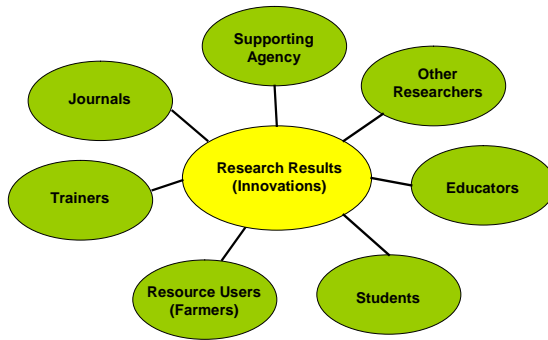 Supporting
Agency
Other
Researchers
Journals
Research Results
(Innovations)
Trainers
Educators
Resource Users
(Farmers)
Students